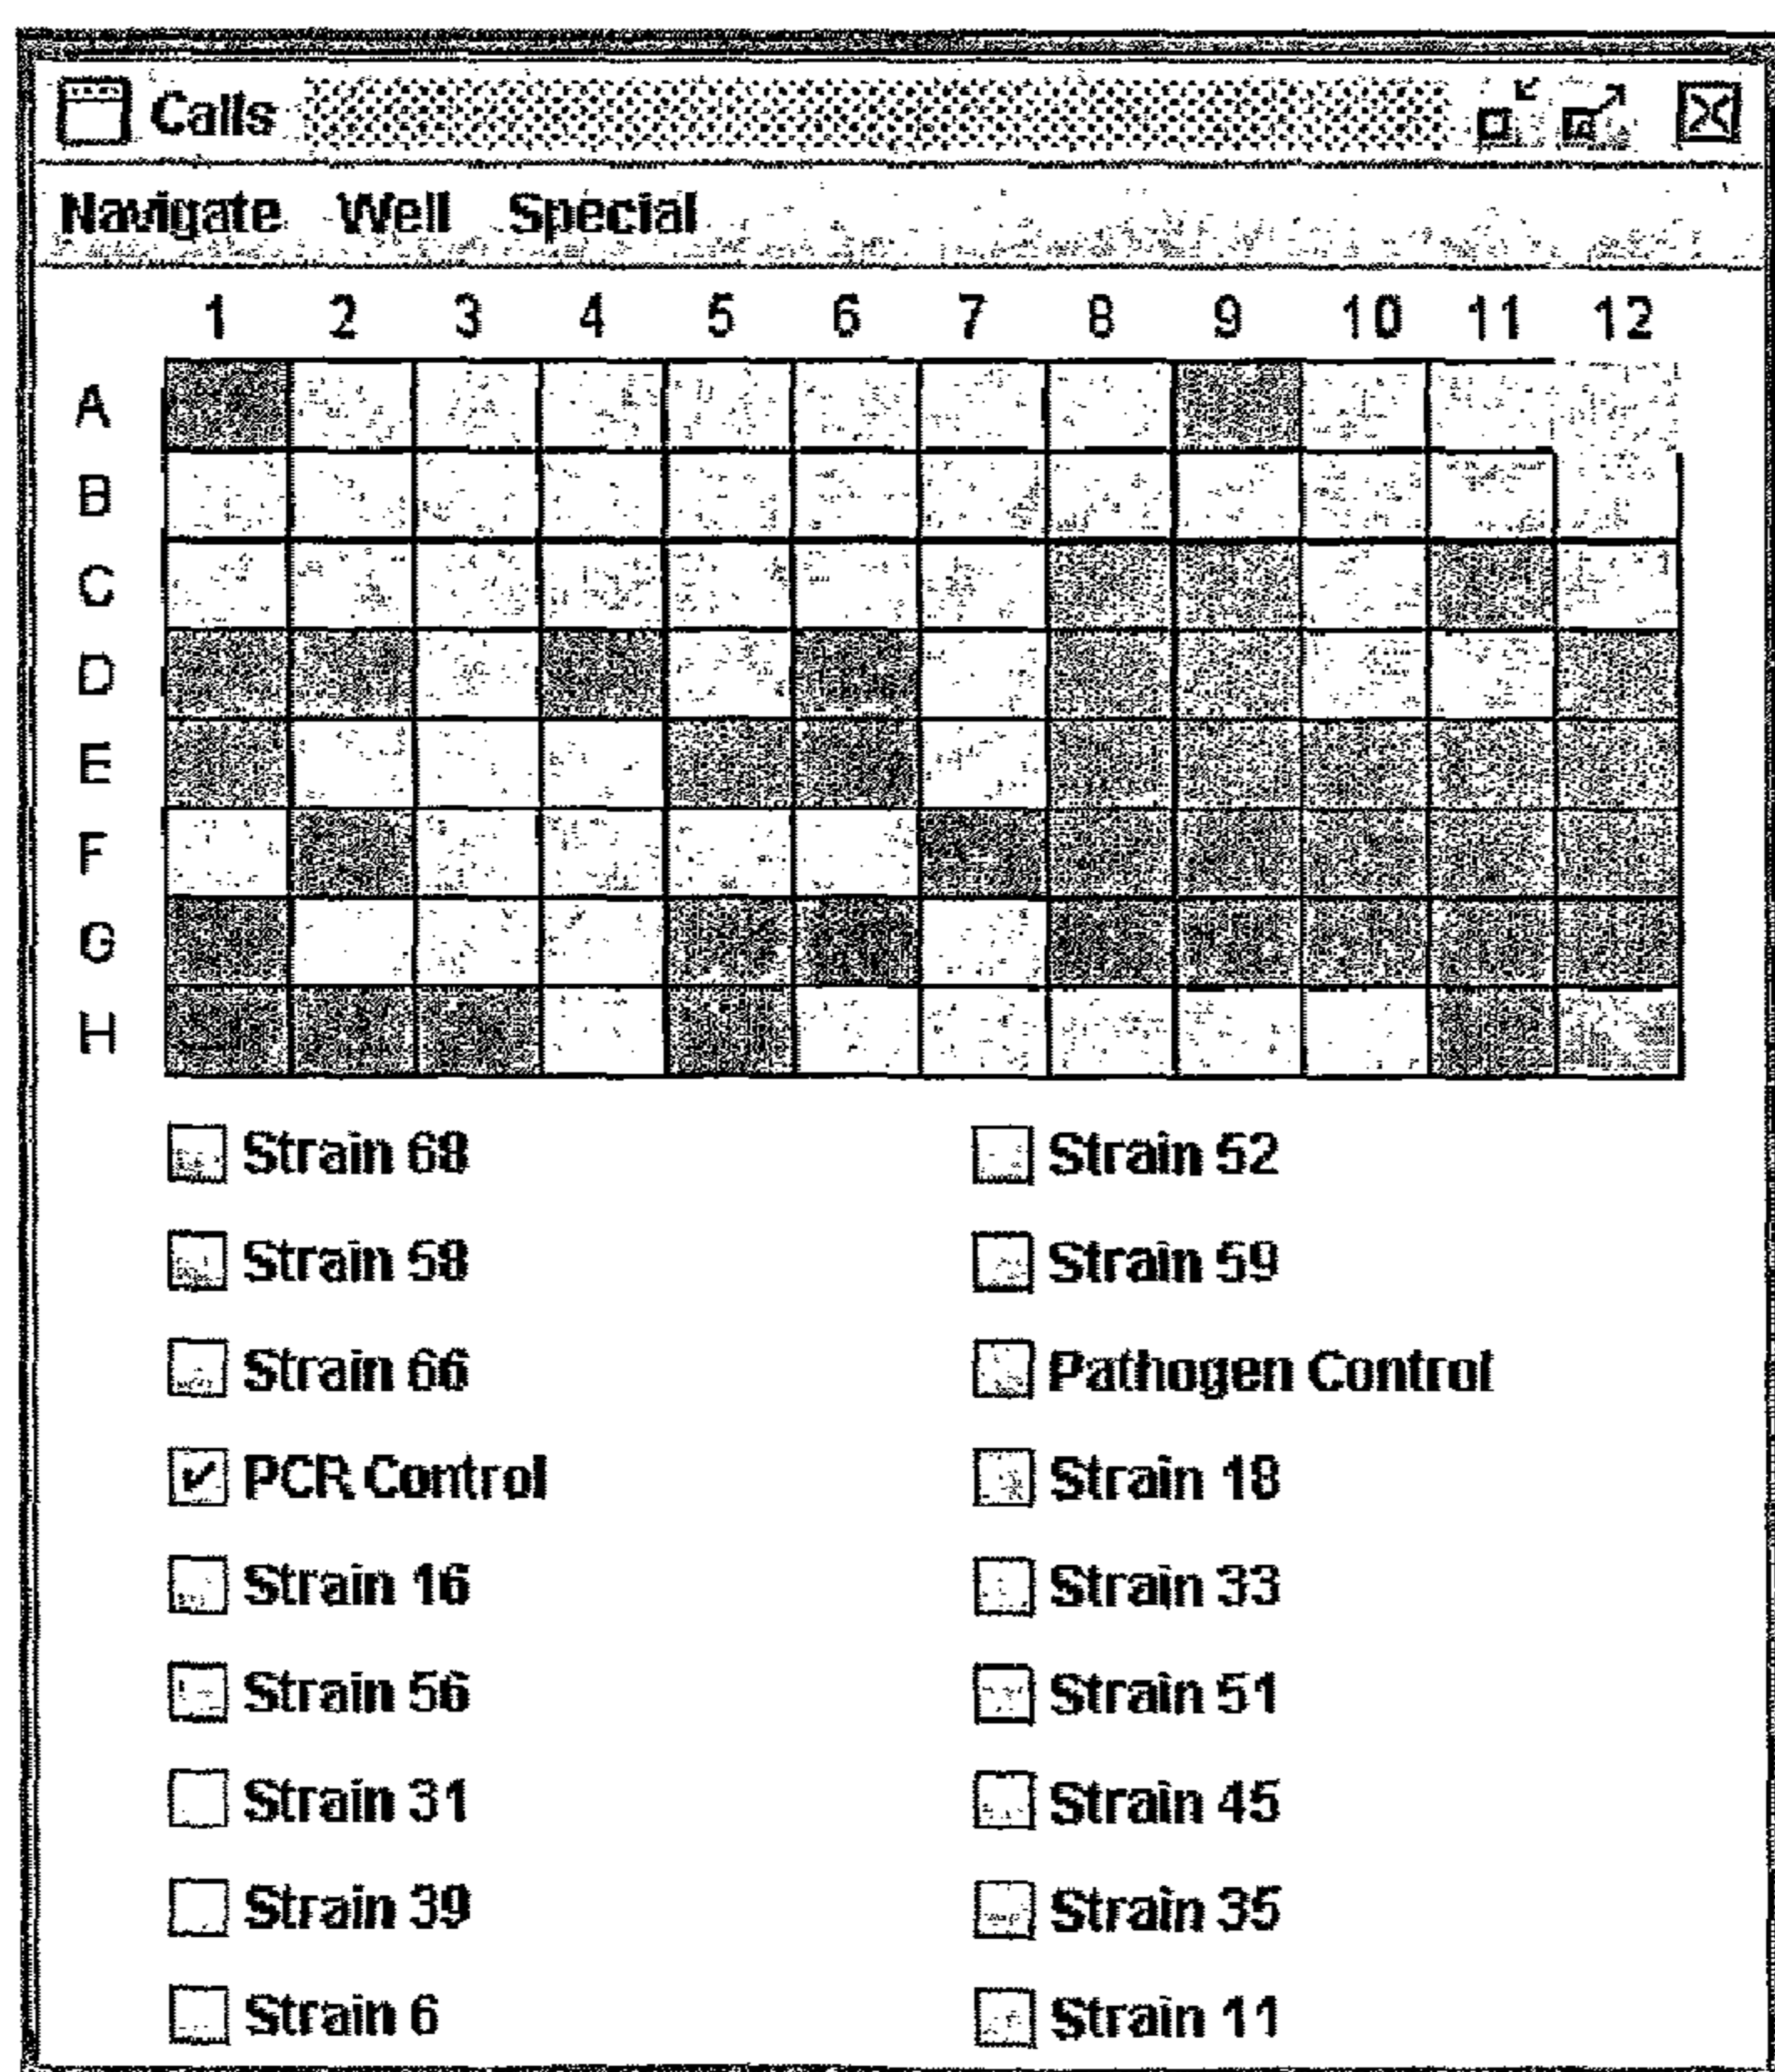 Calls
Navigate Well Special
1 2 3 4 5 6 7 8 9 10 11 12
A
B
C
D
E
F
G
H
Strain 68 Strain 52
Strain 58 Strain 59
Strain 66 Pathogen Control
PCR Control Strain 18
Strain 16 Strain 33
Strain 56 Strain 51
Strain 31 Strain 45
Strain 39 Strain 35
Strain 6 Strain 11